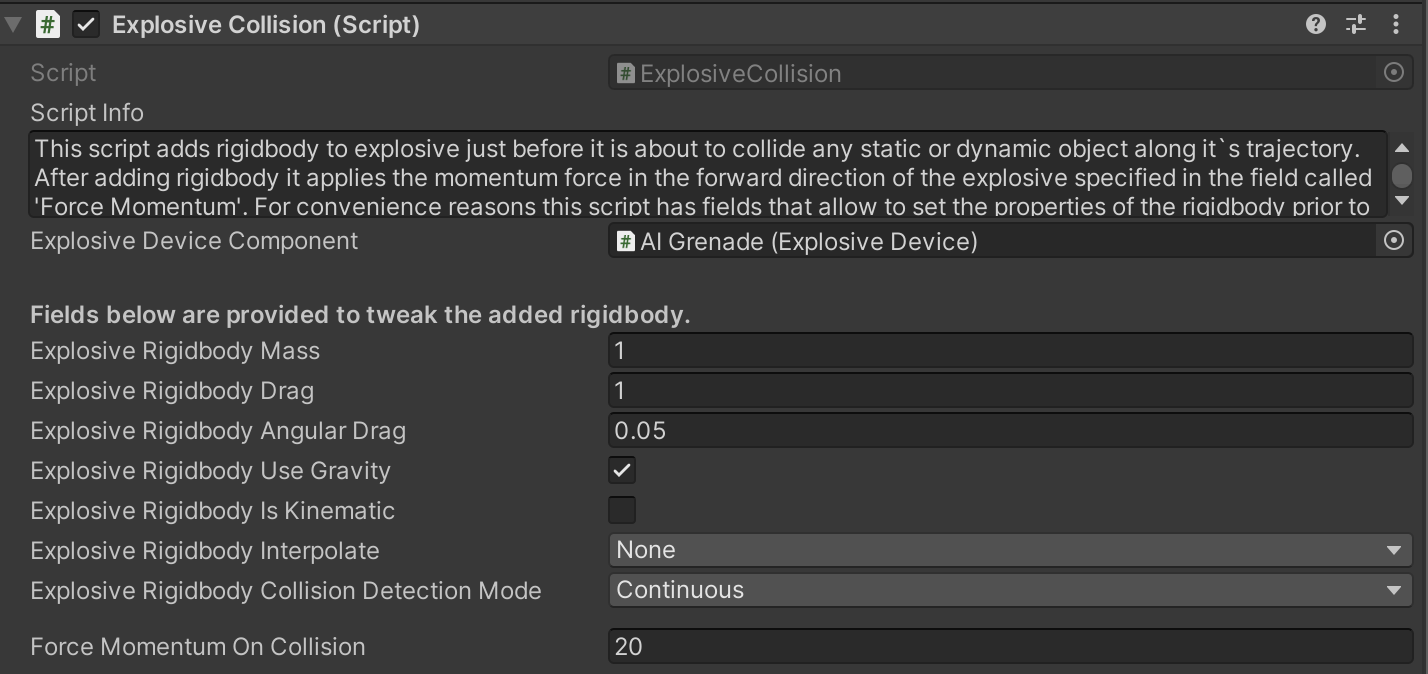 Explosive Collision (Script)
Script
ExplosiveCollision
Script Info
This script adds rigidbody to explosive just before it is about to collide any static or dynamic object along it`s trajectory.
After adding rigidbody it applies the momentum force in the forward direction of the explosive specified in the field called
'Force Momentum'. For convenience reasons this script has fields that allow to set the properties of the rigidbody prior to
Explosive Device Component
AI Grenade (Explosive Device)
Fields below are provided to tweak the added rigidbody.
Explosive Rigidbody Mass
1
Explosive Rigidbody Drag
1
Explosive Rigidbody Angular Drag
0.05
Explosive Rigidbody Use Gravity
Explosive Rigidbody Is Kinematic
Explosive Rigidbody Interpolate
None
Explosive Rigidbody Collision Detection Mode
Continuous
Force Momentum On Collision
20